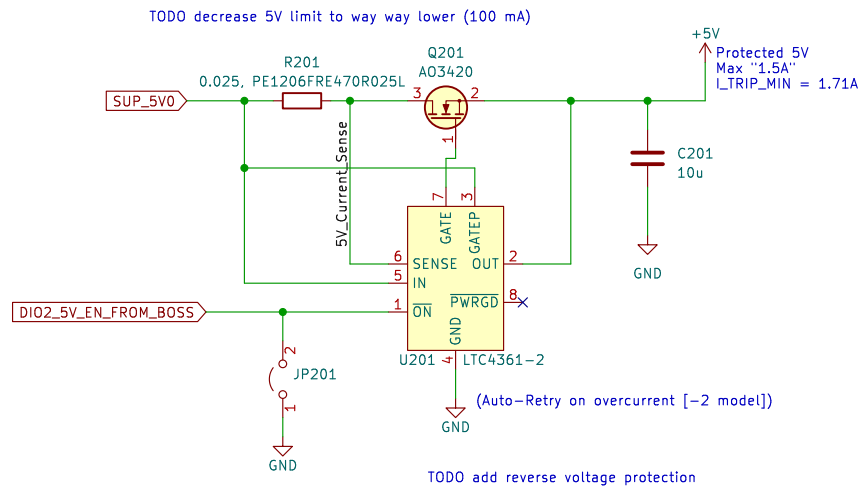 TODO decrease 5V limit to way way lower (100 mA)
+5V
Q201
AO3420
R201
0.025, PE1206FRE470R025L
Protected 5V
Max "1.5A"
I_TRIP_MIN = 1.71A
SUP_5V0
3
2
1
C201
10u
GND
5V_Current_Sense
7
3
GATE
GATEP
6
SENSE
OUT
2
5
IN
DIO2_5V_EN_FROM_BOSS
1
ON
PWRGD
8
GND
U201
4
LTC4361-2
2
JP201
1
GND
GND
(Auto-Retry on overcurrent [-2 model])
TODO add reverse voltage protection